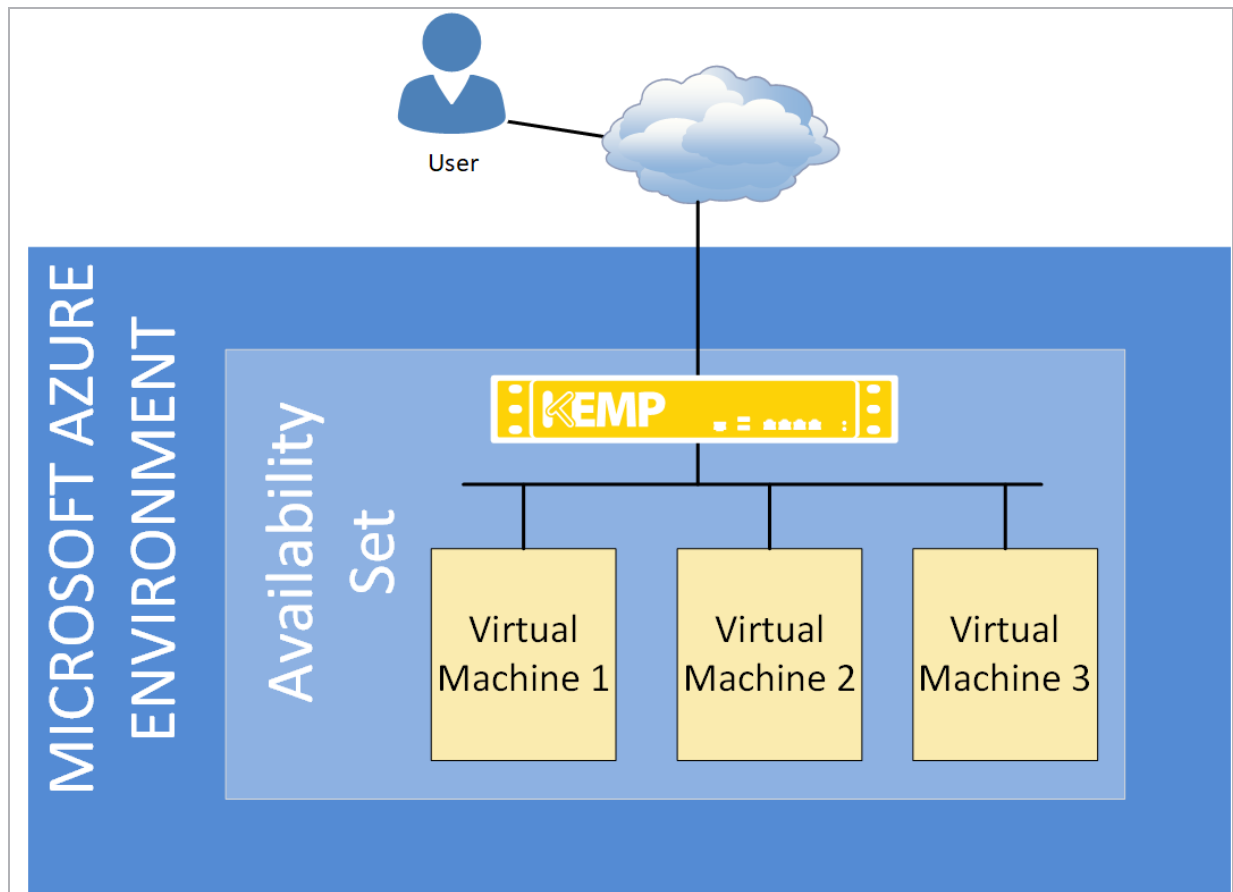 User
MICROSOFT AZURE
ENVIRONMENT
Availability
Set
KEMP
Virtual
Machine 1
Virtual
Machine 2
Virtual
Machine 3